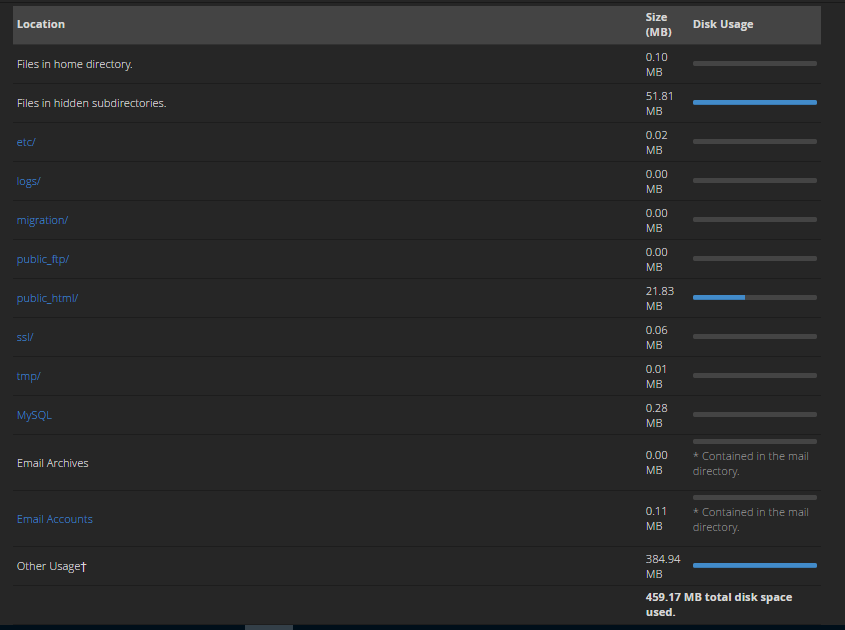 Location
Size
(MB)
Disk Usage
Files in home directory.
0.10
MB
Files in hidden subdirectories.
51.81
MB
etc/
0.02
MB
logs/
0.00
MB
migration/
0.00
MB
public_ftp/
0.00
MB
public_html/
21.83
MB
ssl/
0.06
MB
tmp/
0.01
MB
MySQL
0.28
MB
Email Archives
0.00
MB
* Contained in the mail
directory.
Email Accounts
0.11
MB
* Contained in the mail
directory.
Other Usage†
384.94
MB
459.17 MB total disk space
used.